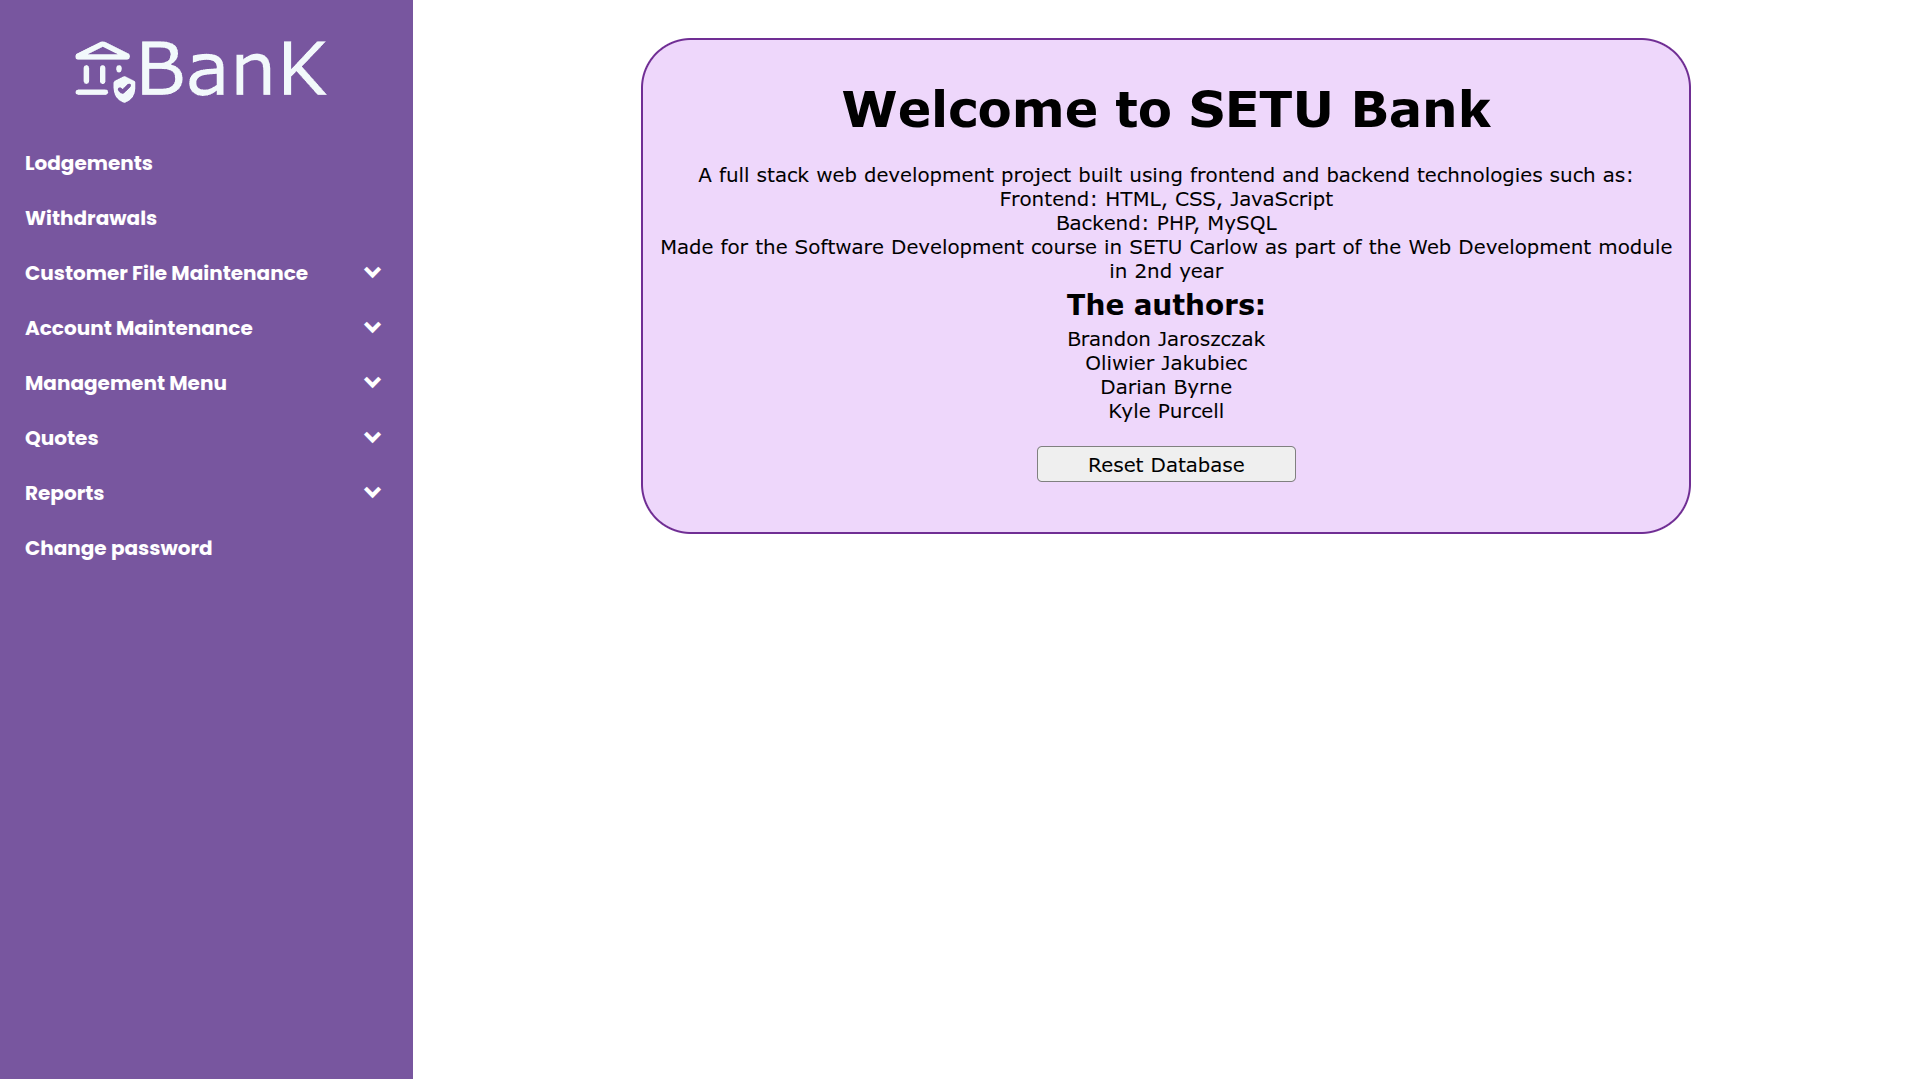 BanK
Lodgements
Withdrawals
Customer File Maintenance
Account Maintenance
Management Menu
Quotes
Reports
Change password
Welcome to SETU Bank
A full stack web development project built using frontend and backend technologies such as:
Frontend: HTML, CSS, JavaScript
Backend: PHP, MySQL
Made for the Software Development course in SETU Carlow as part of the Web Development module
in 2nd year
The authors:
Brandon Jaroszczak
Oliwier Jakubiec
Darian Byrne
Kyle Purcell
Reset Database